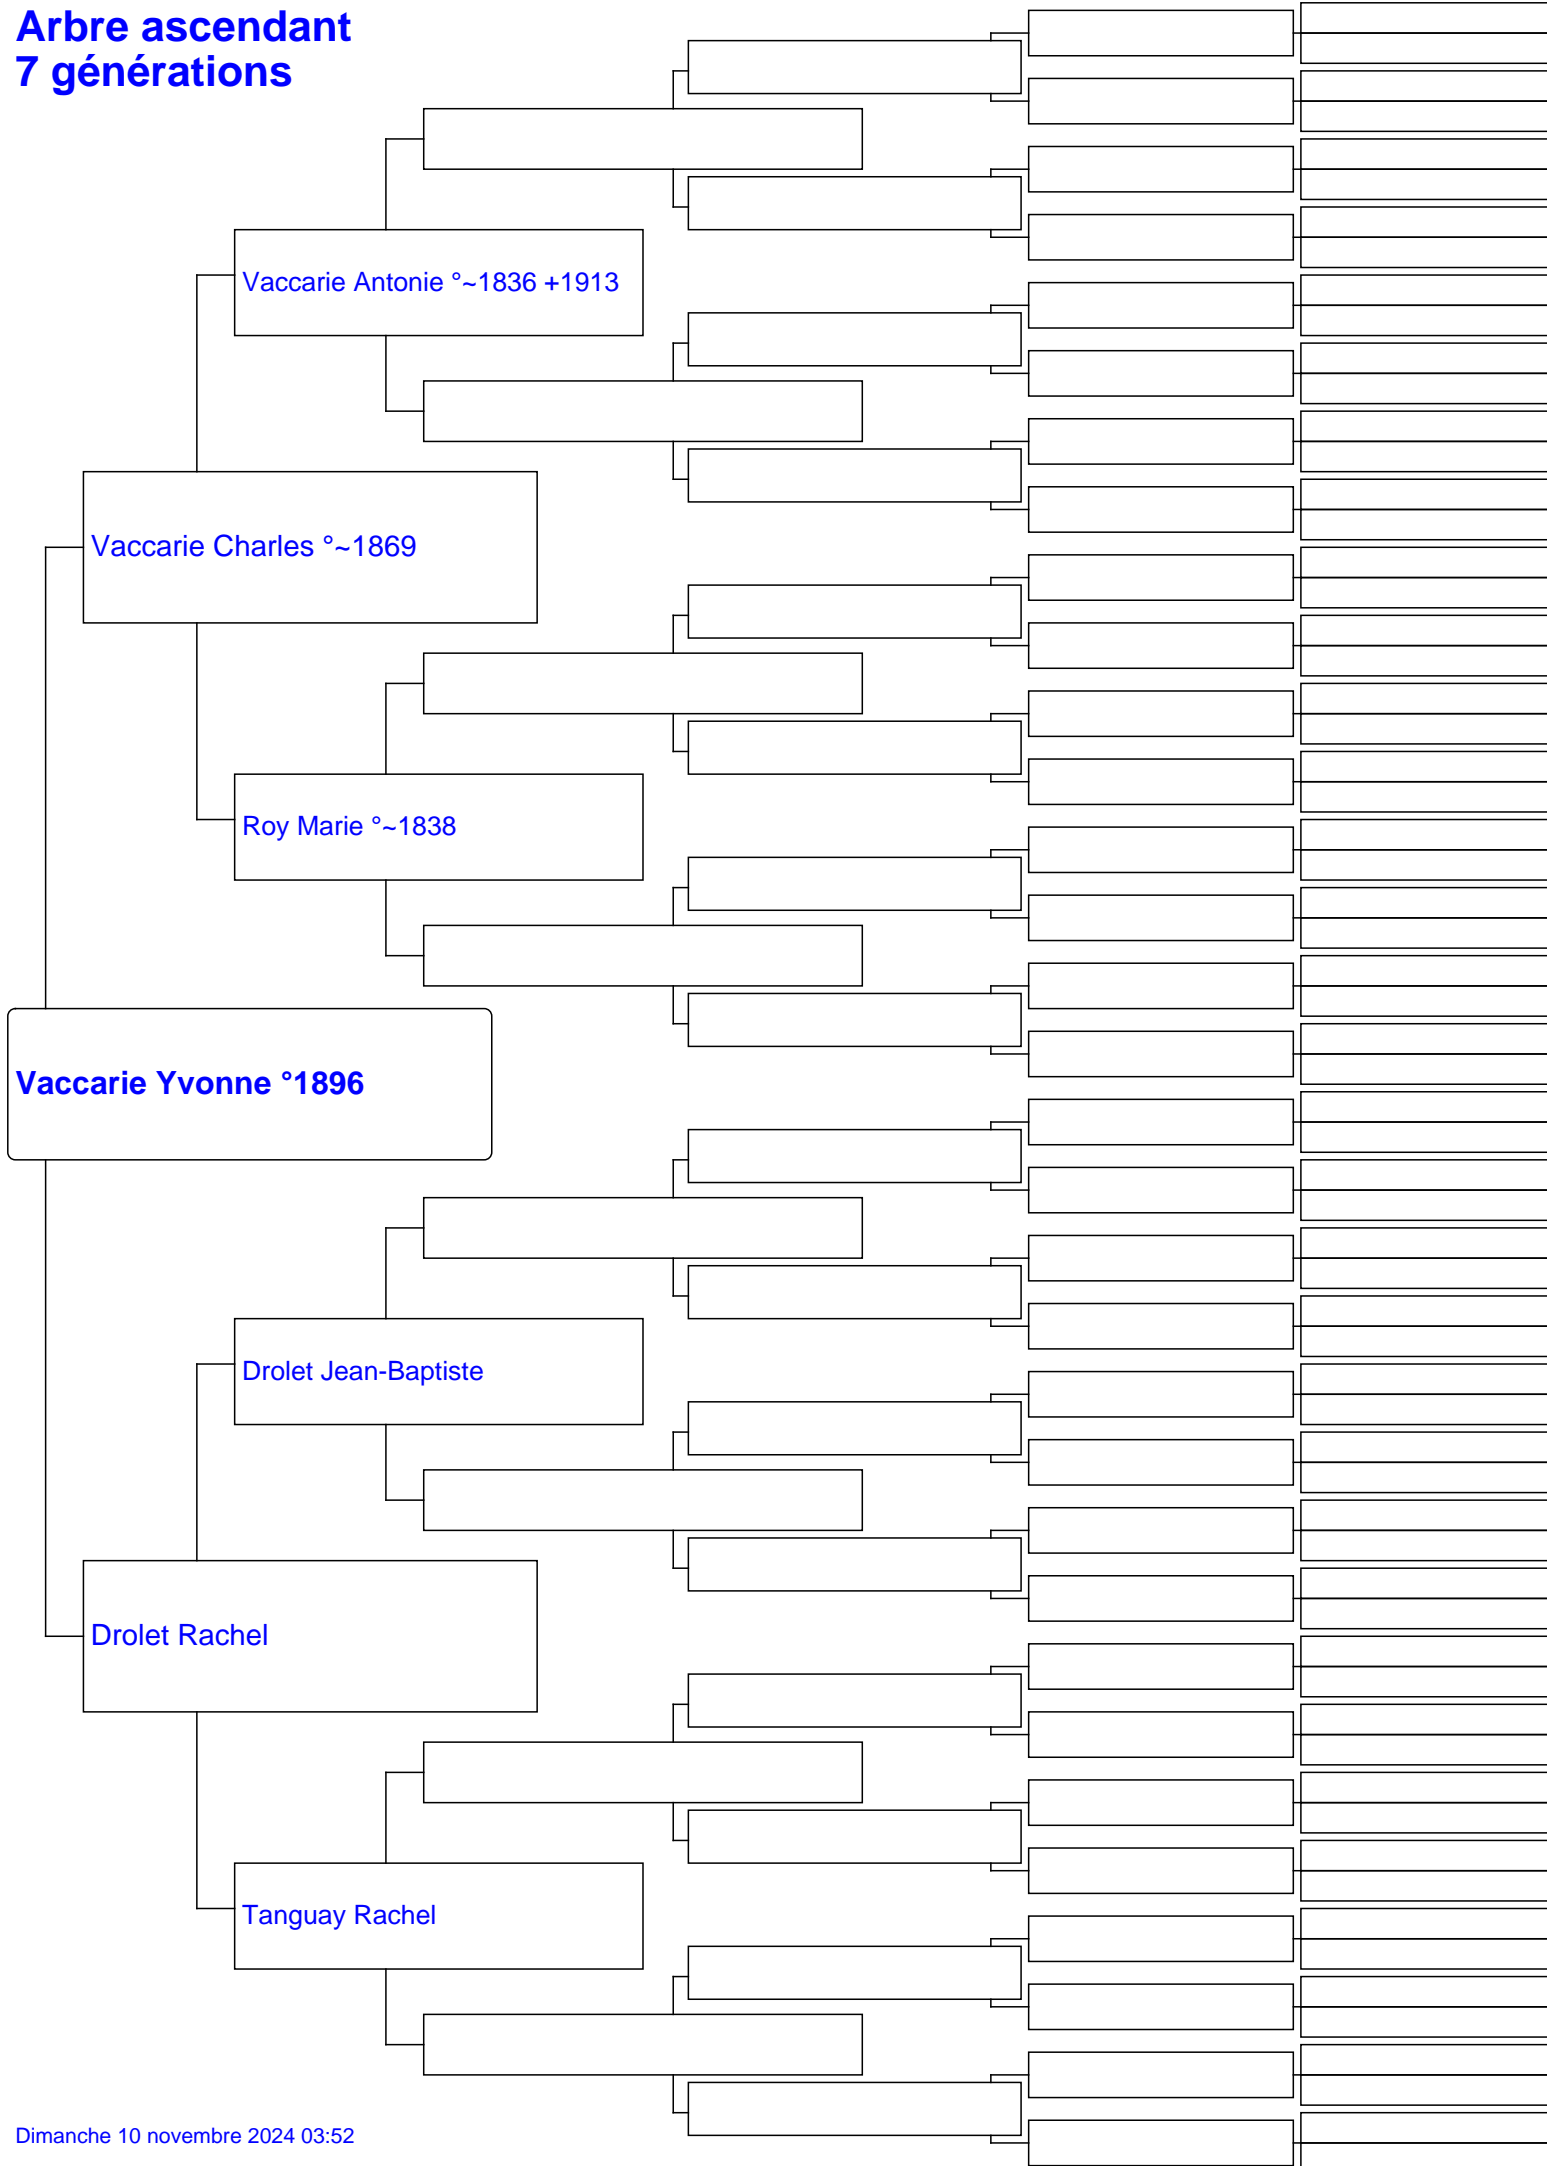 Arbre ascendant
7 générations
Vaccarie Antonie °~1836 +1913
Vaccarie Charles °~1869
Roy Marie °~1838
Vaccarie Yvonne °1896
Drolet Jean-Baptiste
Drolet Rachel
Tanguay Rachel
Dimanche 10 novembre 2024 03:52